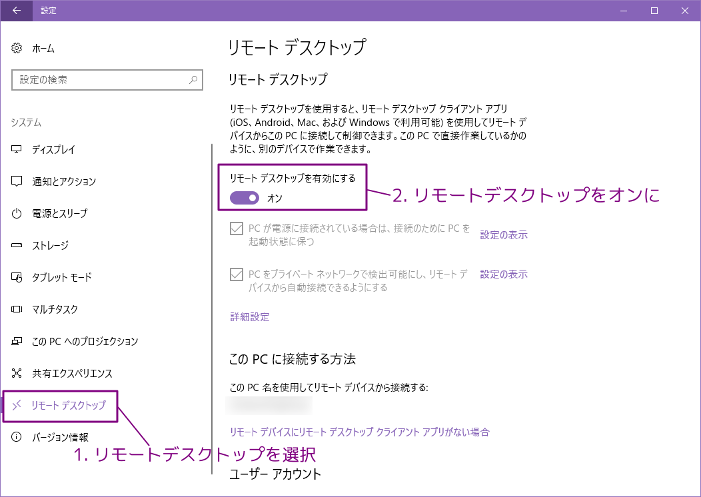 設定
ホーム
設定の検索
システム
ディスプレイ
通知とアクション
電源とスリープ
ストレージ
タブレット モード
マルチタスク
この PC へのプロジェクション
共有エクスペリエンス
リモート デスクトップ
バージョン情報
1. リモートデスクトップを選択
リモート デスクトップ
リモート デスクトップ
リモート デスクトップを使用すると、リモート デスクトップ クライアント アプリ
(iOS、Android、Mac、および Windows で利用可能) を使用してリモート デ
バイスからこの PC に接続して制御できます。この PC で直接作業しているかの
ように、別のデバイスで作業できます。
リモート デスクトップを有効にする
オン
2. リモートデスクトップをオンに
PC が電源に接続されている場合は、接続のために PC を
起動状態に保つ
設定の表示
PC をプライベート ネットワークで検出可能にし、リモート デ
バイスから自動接続できるようにする
設定の表示
詳細設定
この PC に接続する方法
この PC 名を使用してリモート デバイスから接続する:
リモート デバイスにリモート デスクトップ クライアント アプリがない場合
ユーザー アカウント